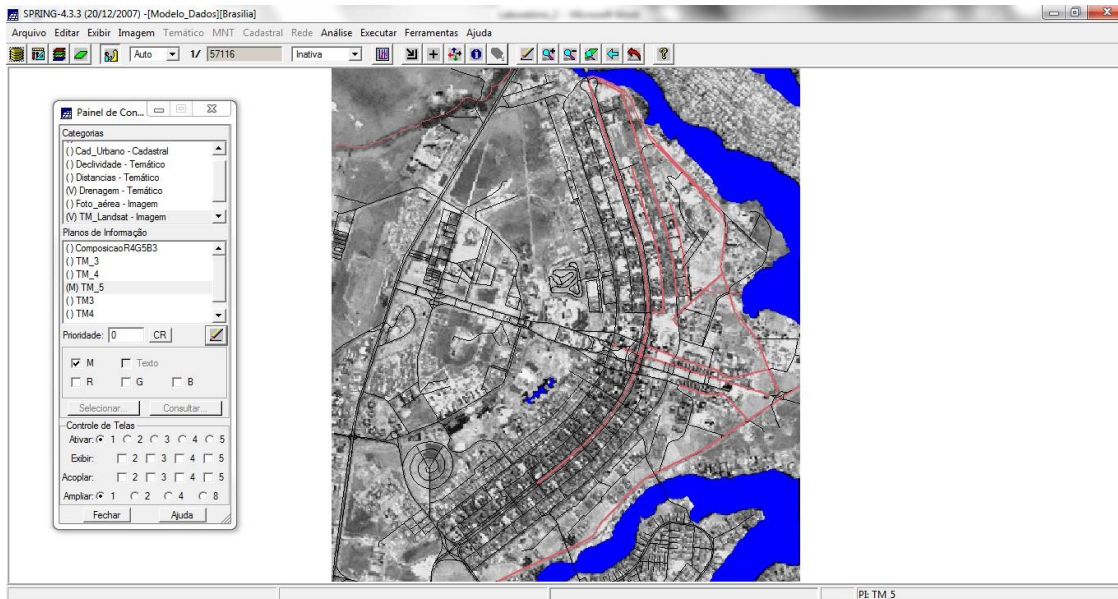 SPRING-4.3.3 (20/12/2007) -[Modelo_Dados][Brasilia]
Arquivo Editar Exibir Imagem Temático MNT Cadastral Rede Análise Executar Ferramentas Ajuda
Auto 1/ 57116 Inativa
Painel de Con...
Categorias
( ) Cad_Urbano - Cadastral
( ) Declividade - Temático
( ) Distancias - Temático
(V) Drenagem - Temático
( ) Foto_aérea - Imagem
(V) TM_Landsat - Imagem
Planos de Informação
( ) ComposicaoR4G5B3
( ) TM_3
( ) TM_4
(M) TM_5
( ) TM3
( ) TM4
Prioridade: 0 CR
M Texto
R G B
Selecionar... Consultar...
Controle de Telas
Ativar: 1 2 3 4 5
Exibir: 2 3 4 5
Acoplar: 2 3 4 5
Ampliar: 1 2 4 8
Fechar Ajuda
PI: TM_5